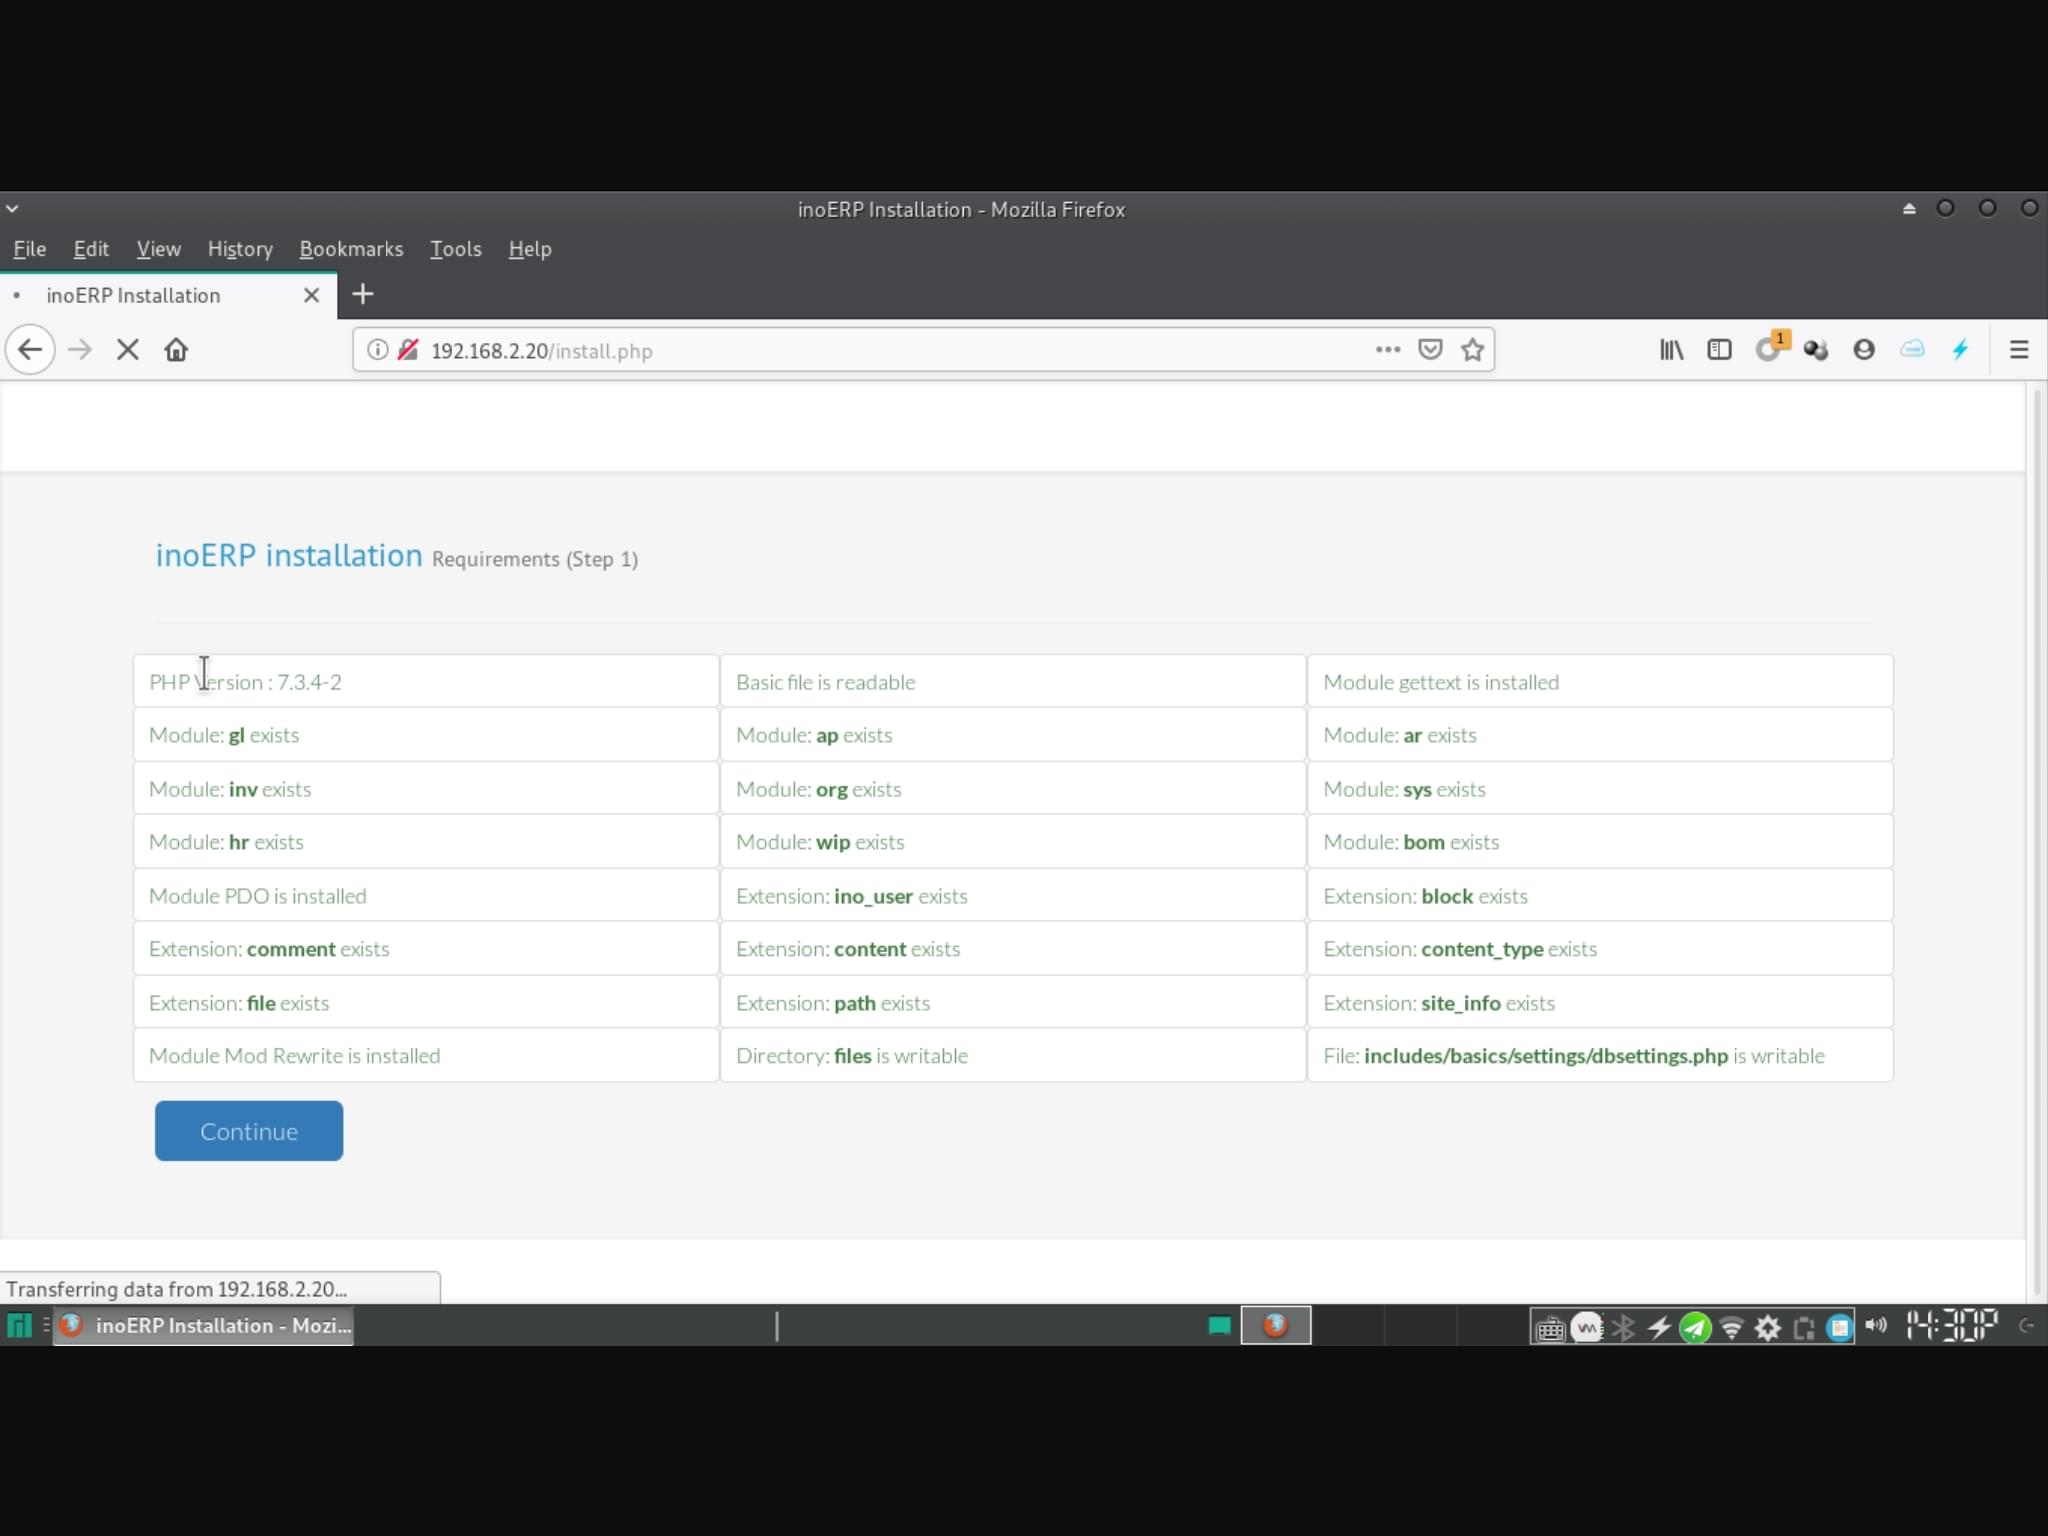 inoERP Installation - Mozilla Firefox
File Edit View History Bookmarks Tools Help
inoERP Installation
192.168.2.20/install.php
1
inoERP installation Requirements (Step 1)
PHP Version : 7.3.4-2 Basic file is readable Module gettext is installed
Module: gl exists Module: ap exists Module: ar exists
Module: inv exists Module: org exists Module: sys exists
Module: hr exists Module: wip exists Module: bom exists
Module PDO is installed Extension: ino_user exists Extension: block exists
Extension: comment exists Extension: content exists Extension: content_type exists
Extension: file exists Extension: path exists Extension: site_info exists
Module Mod Rewrite is installed Directory: files is writable File: includes/basics/settings/dbsettings.php is writable
Continue
Transferring data from 192.168.2.20...
inoERP Installation - Mozi... 14:30P